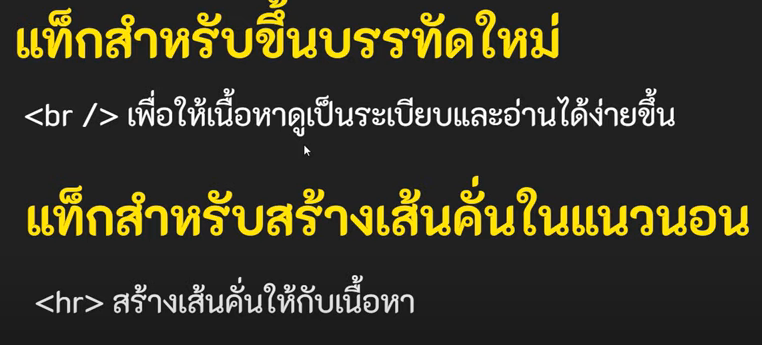 แท็กสำหรับขึ้นบรรทัดใหม่
<br /> เพื่อให้เนื้อหาดูเป็นระเบียบและอ่านได้ง่ายขึ้น
แท็กสำหรับสร้างเส้นคั่นในแนวนอน
<hr> สร้างเส้นคั่นให้กับเนื้อหา